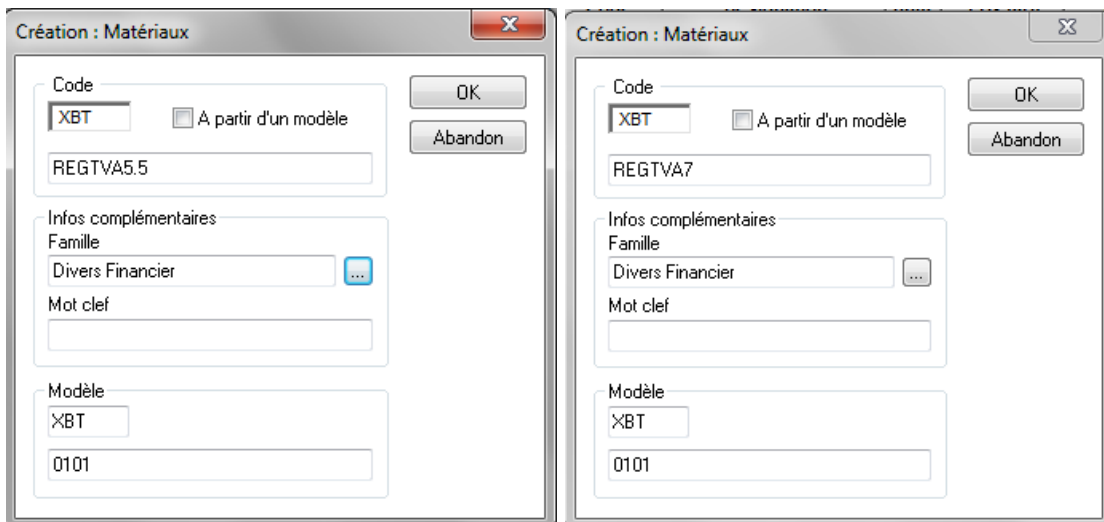 Création : Matériaux
Code
XBT A partir d'un modèle
REGTVA5.5
OK
Abandon
Infos complémentaires
Famille
Divers Financier ...
Mot clef
Modèle
XBT
0101
Création : Matériaux
Code
XBT A partir d'un modèle
REGTVA7
OK
Abandon
Infos complémentaires
Famille
Divers Financier ...
Mot clef
Modèle
XBT
0101